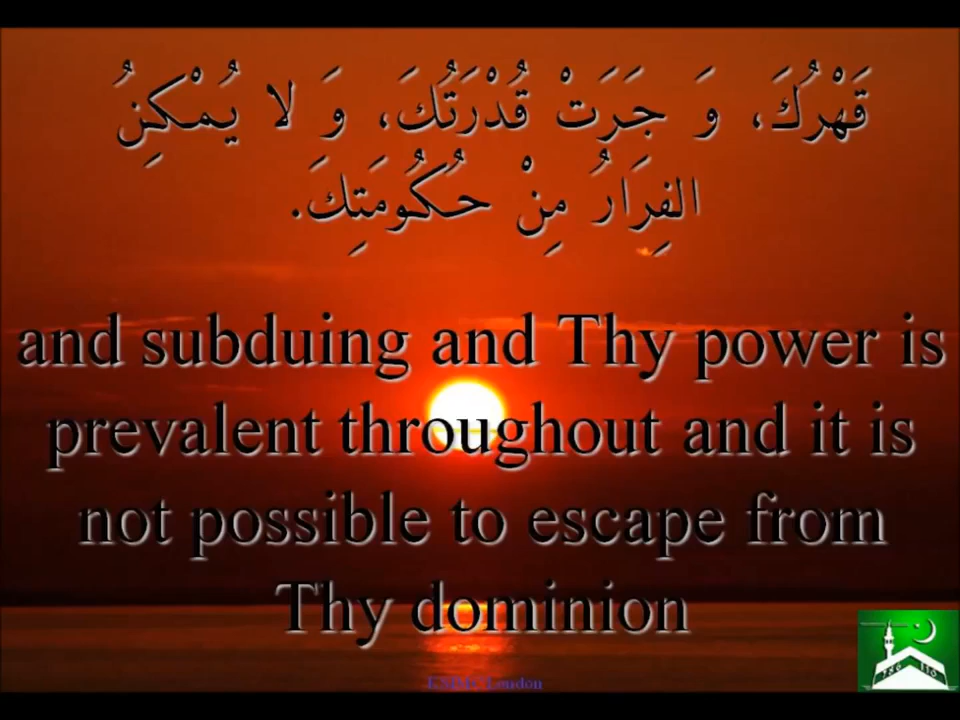 قَهْرُكَ، وَ جَرَتْ قُدْرَتُكَ، وَ لا يُمْكِنُ
الفِرَارُ مِنْ حُكُومَتِكَ.
and subduing and Thy power is
prevalent throughout and it is
not possible to escape from
Thy dominion
London